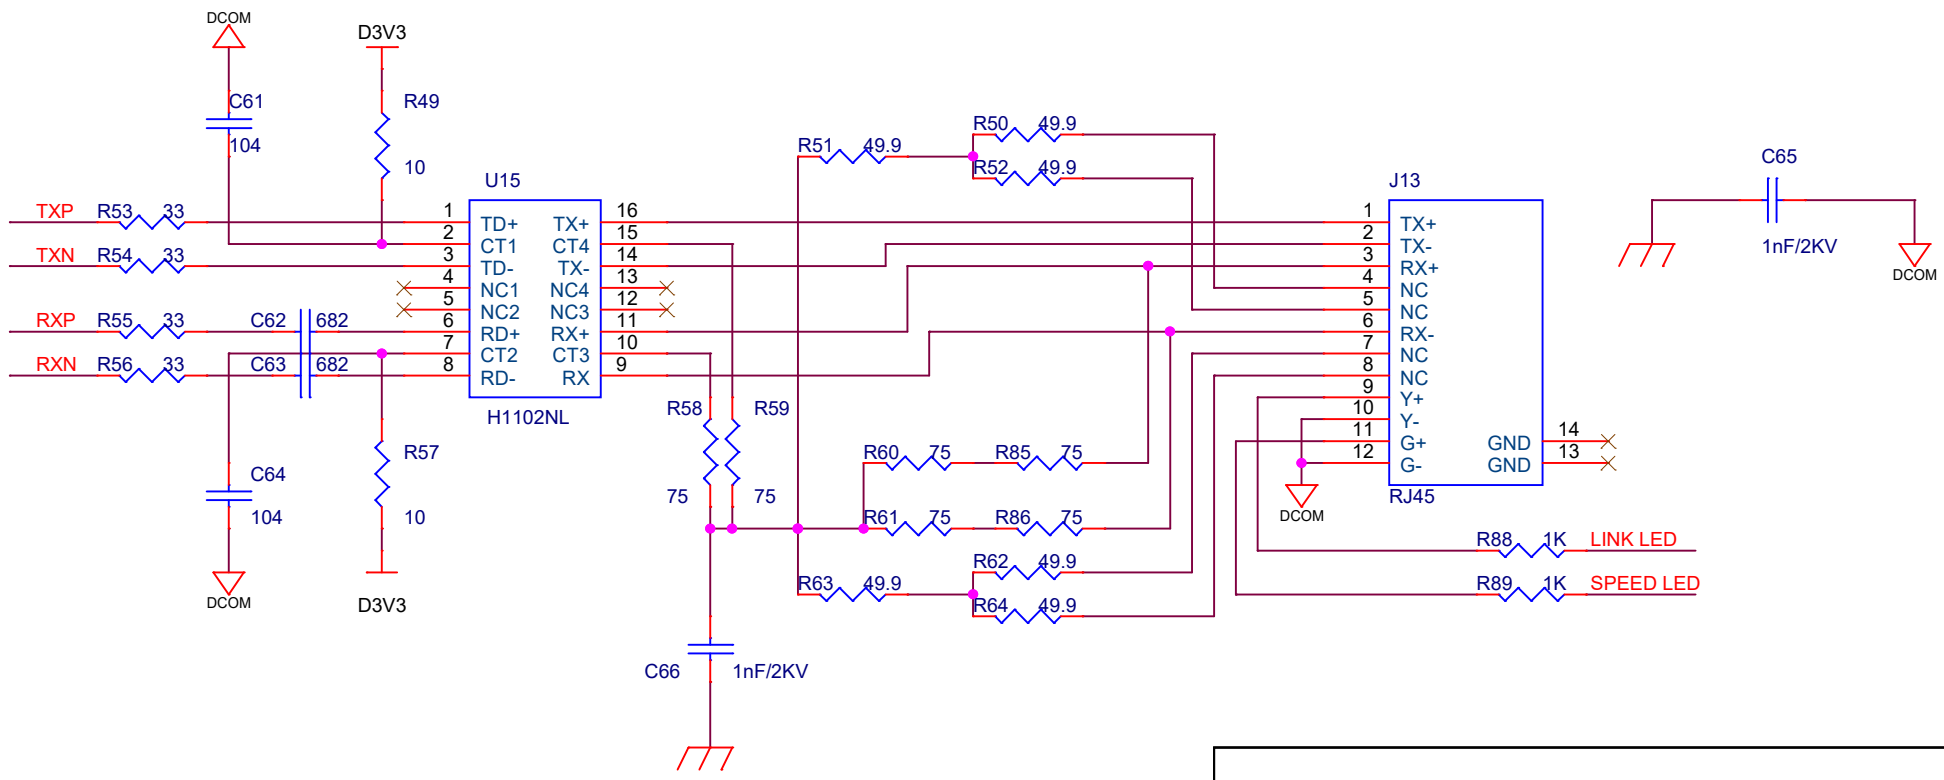 DCOM
D3V3
C61
104
R49
10
TXP R53 33
TXN R54 33
RXP R55 33 C62 682
RXN R56 33 C63 682
C64
104
R57
10
DCOM
D3V3
U15
1 TD+ TX+ 16
2 CT1 CT4 15
3 TD- TX- 14
4 NC1 NC4 13
5 NC2 NC3 12
6 RD+ RX+ 11
7 CT2 CT3 10
8 RD- RX 9
H1102NL
R51 49.9
R50 49.9
R52 49.9
R58 R59
75 75
R60 75 R85 75
R61 75 R86 75
R62 49.9
R63 49.9
R64 49.9
C66 1nF/2KV
J13
1 TX+
2 TX-
3 RX+
4 NC
5 NC
6 RX-
7 NC
8 NC
9 Y+
10 Y-
11 G+ GND 14
12 G- GND 13
RJ45
DCOM
R88 1K LINK LED
R89 1K SPEED LED
C65
1nF/2KV
DCOM